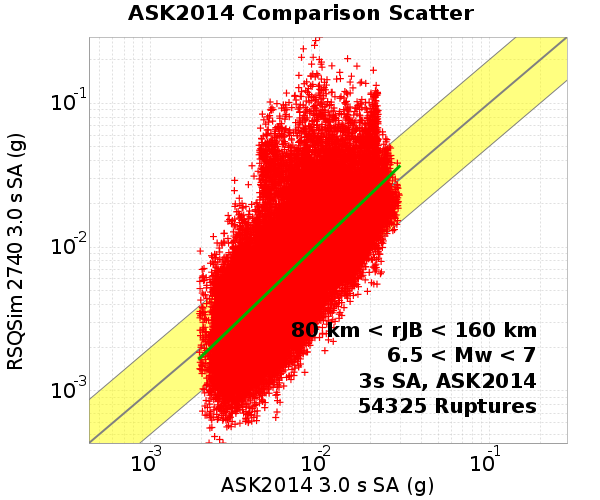 ASK2014 Comparison Scatter
RSQSim 2740 3.0 s SA (g)
10-1
10-2
10-3
80 km < rJB < 160 km
6.5 < Mw < 7
3s SA, ASK2014
54325 Ruptures
10-3 10-2 10-1
ASK2014 3.0 s SA (g)